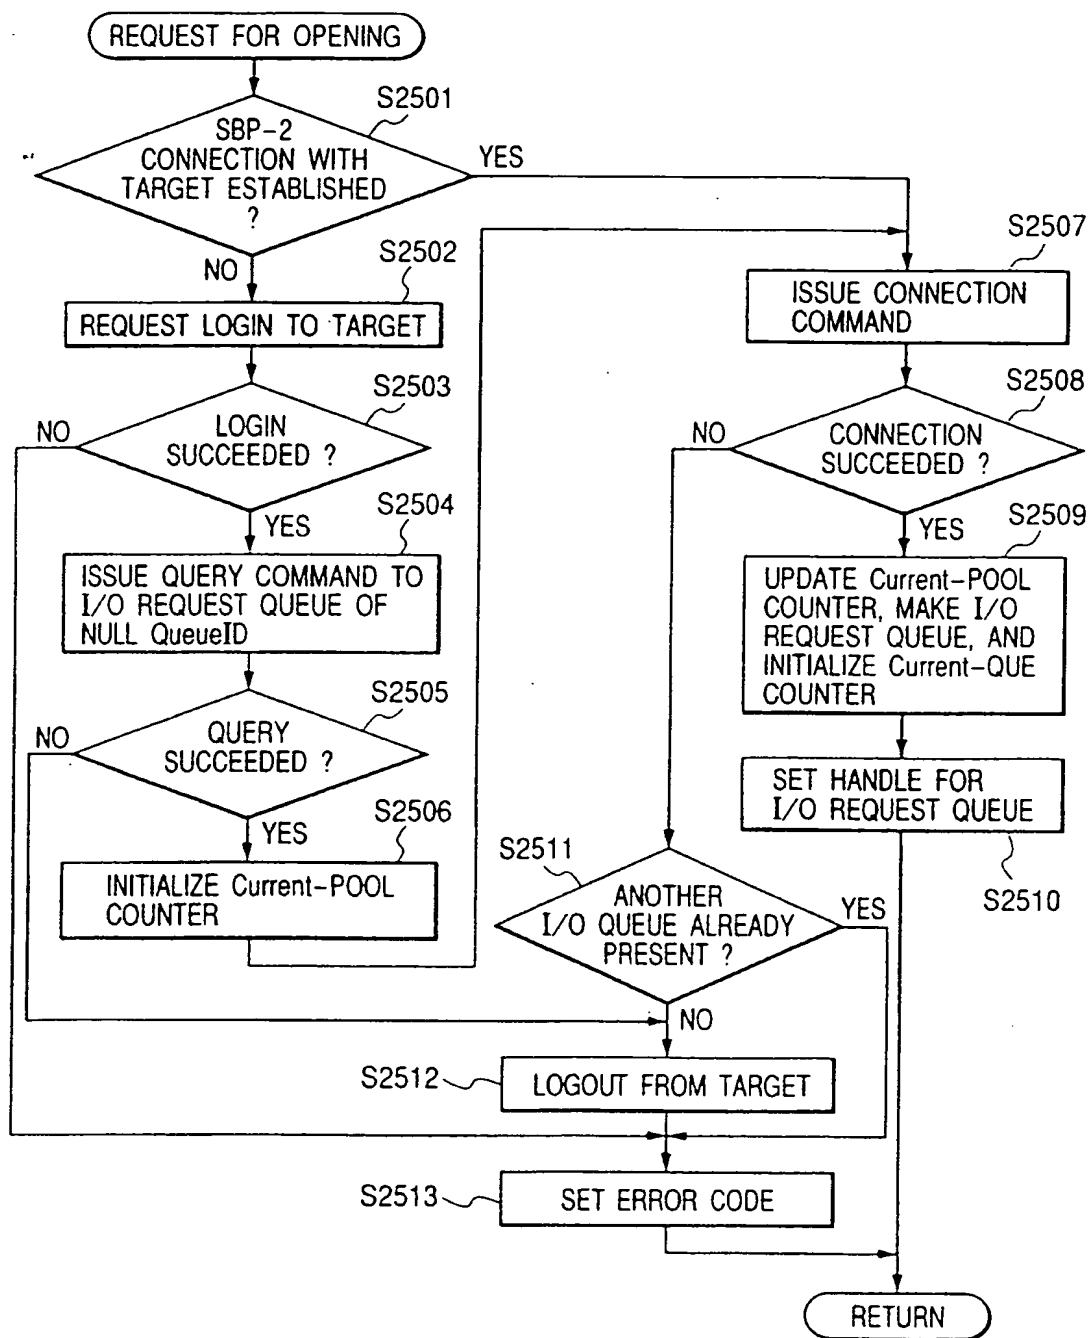 REQUEST FOR OPENING
S2501
SBP-2
CONNECTION WITH
TARGET ESTABLISHED
?
YES
NO
S2502
REQUEST LOGIN TO TARGET
S2503
LOGIN
SUCCEEDED ?
NO
YES
S2504
ISSUE QUERY COMMAND TO
I/O REQUEST QUEUE OF
NULL QueueID
S2505
QUERY
SUCCEEDED ?
NO
YES
S2506
INITIALIZE Current-POOL
COUNTER
S2507
ISSUE CONNECTION
COMMAND
S2508
CONNECTION
SUCCEEDED ?
NO
YES
S2509
UPDATE Current-POOL
COUNTER, MAKE I/O
REQUEST QUEUE, AND
INITIALIZE Current-QUE
COUNTER
SET HANDLE FOR
I/O REQUEST QUEUE
S2510
S2511
ANOTHER
I/O QUEUE ALREADY
PRESENT ?
YES
NO
S2512
LOGOUT FROM TARGET
S2513
SET ERROR CODE
RETURN